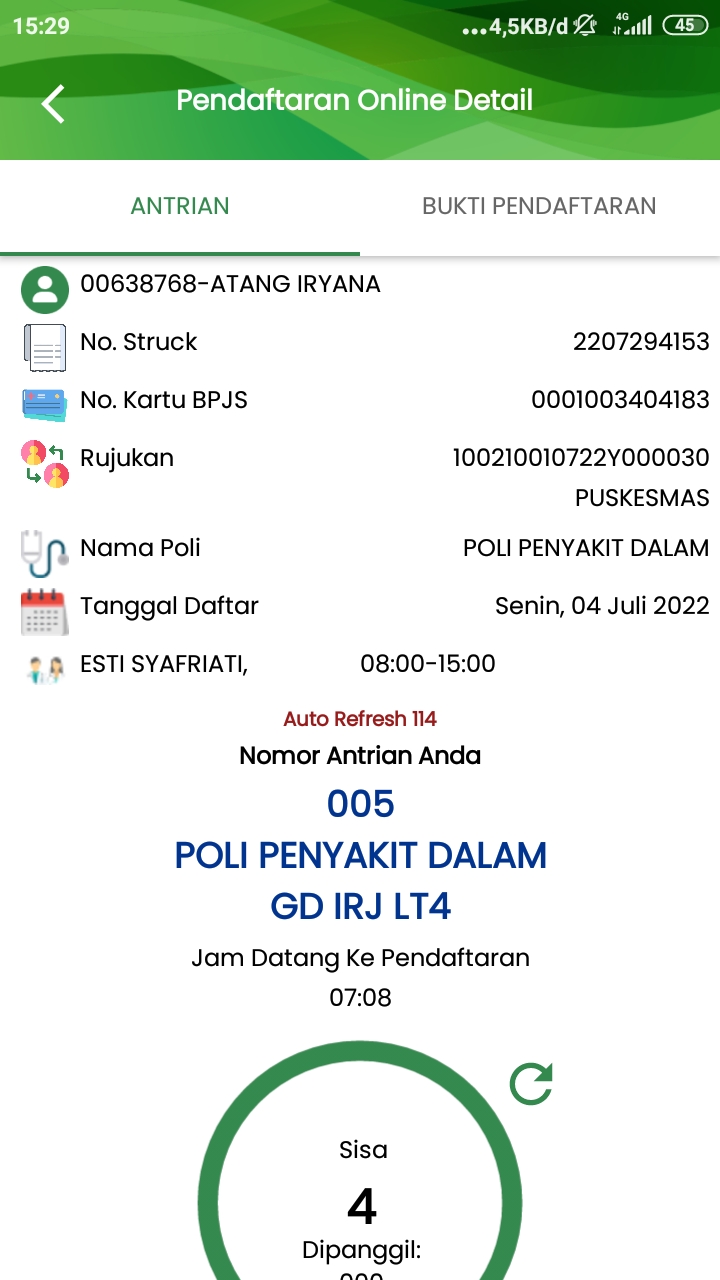 15:29
...4,5KB/d 4G 45
Pendaftaran Online Detail
ANTRIAN BUKTI PENDAFTARAN
00638768-ATANG IRYANA
No. Struck 2207294153
No. Kartu BPJS 0001003404183
Rujukan 100210010722Y000030
PUSKESMAS
Nama Poli POLI PENYAKIT DALAM
Tanggal Daftar Senin, 04 Juli 2022
ESTI SYAFRIATI, 08:00-15:00
Auto Refresh 114
Nomor Antrian Anda
005
POLI PENYAKIT DALAM
GD IRJ LT4
Jam Datang Ke Pendaftaran
07:08
Sisa
4
Dipanggil: